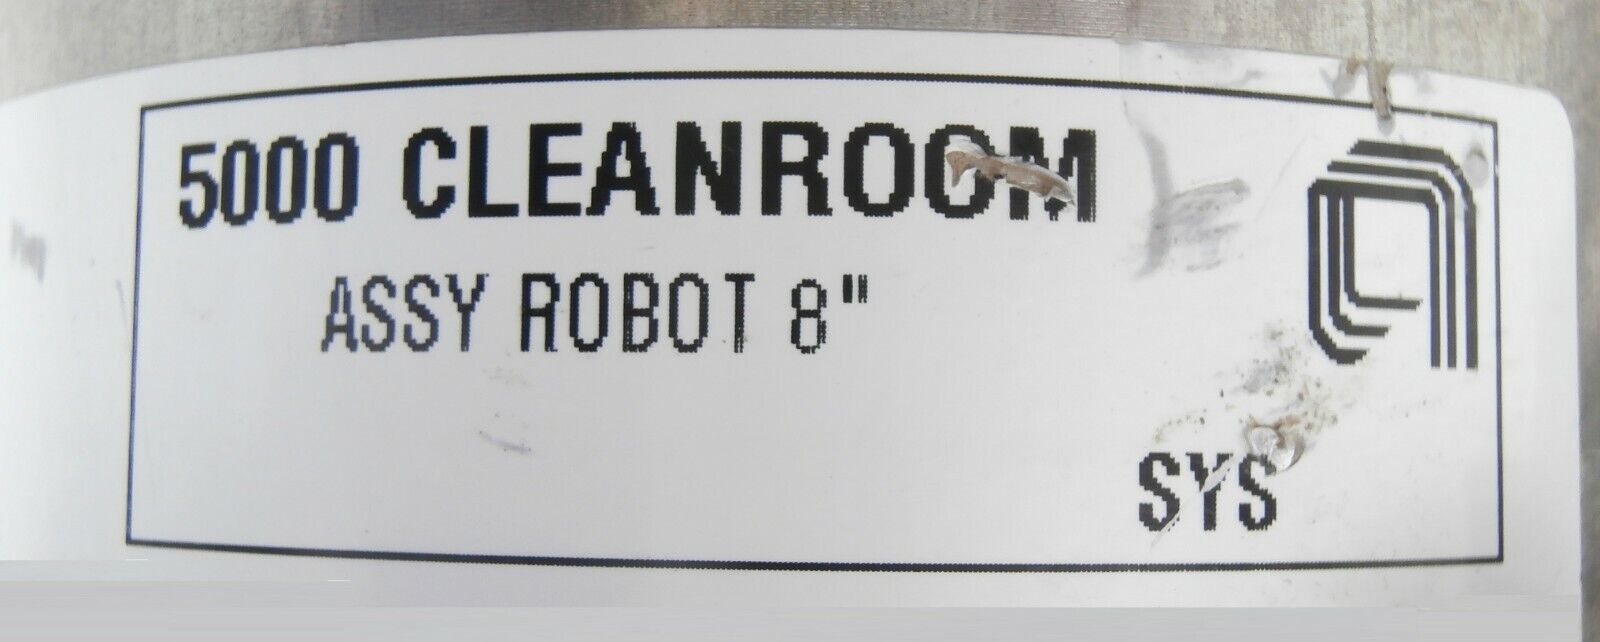 5000 CLEANROOM
ASSY ROBOT 8"
SYS